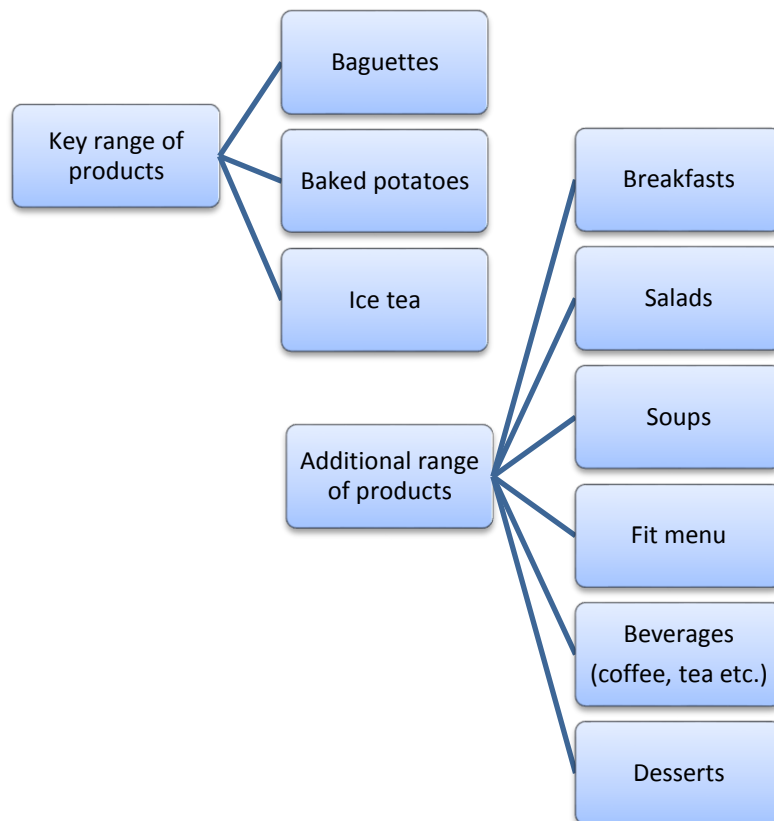 Key range of
products
Baguettes
Baked potatoes
Ice tea
Additional range
of products
Breakfasts
Salads
Soups
Fit menu
Beverages
(coffee, tea etc.)
Desserts